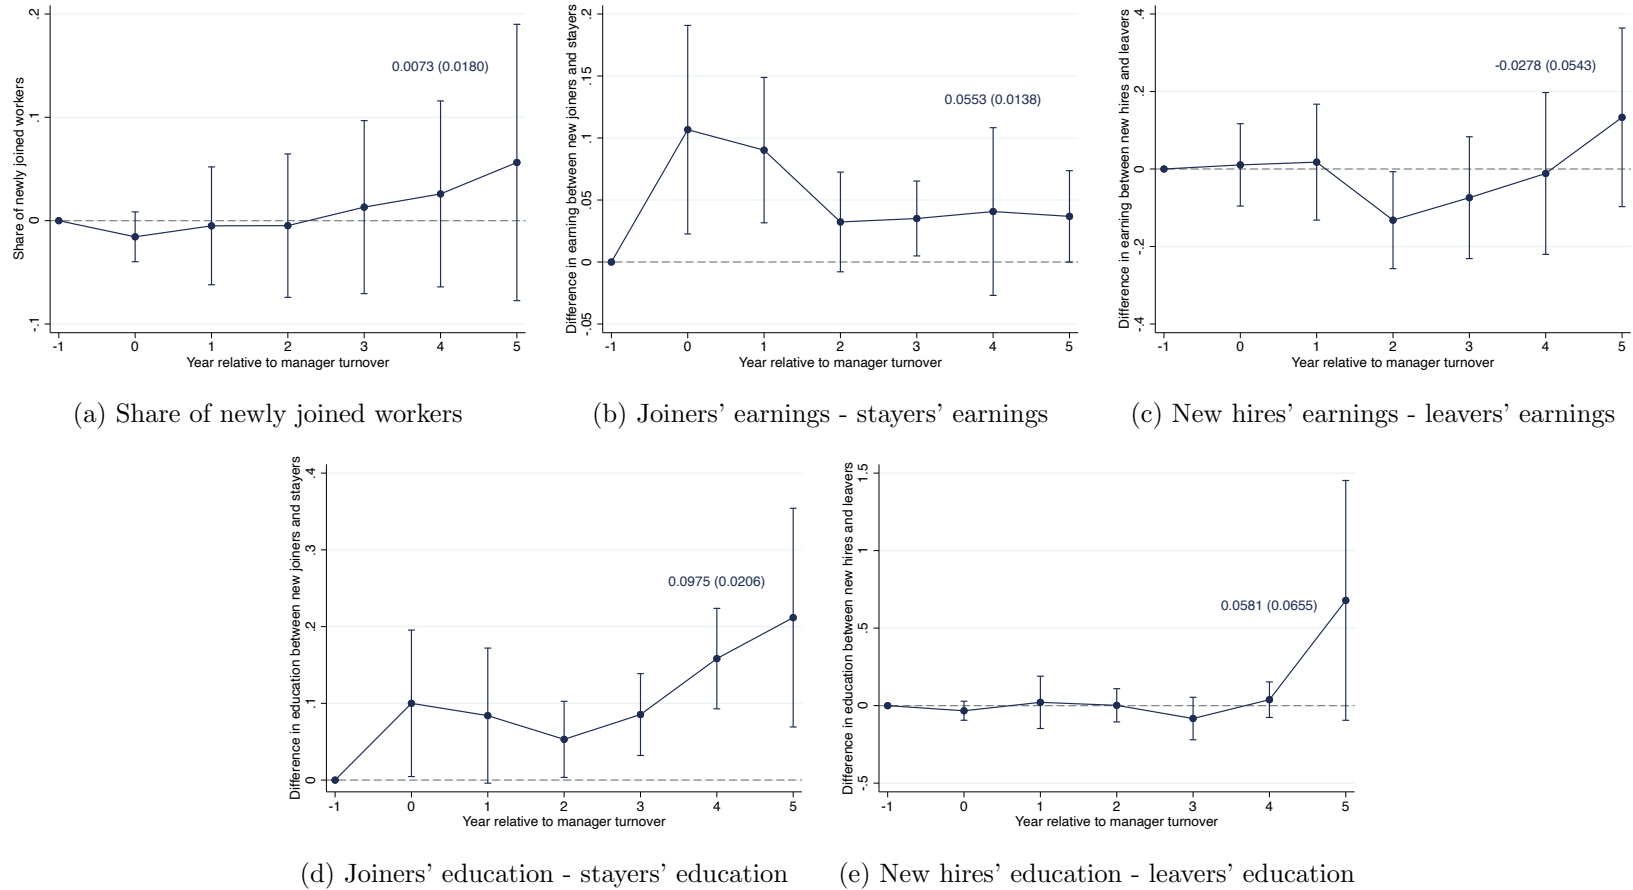 Share of newly joined workers
.2
.1
0
-.1
0.0073 (0.0180)
-1 0 1 2 3 4 5
Year relative to manager turnover
(a) Share of newly joined workers
Difference in earning between new joiners and stayers
.2
.15
.1
.05
0
-.05
0.0553 (0.0138)
-1 0 1 2 3 4 5
Year relative to manager turnover
(b) Joiners' earnings - stayers' earnings
Difference in earning between new hires and leavers
.4
.2
0
-.2
-.4
-0.0278 (0.0543)
-1 0 1 2 3 4 5
Year relative to manager turnover
(c) New hires' earnings - leavers' earnings
Difference in education between new joiners and stayers
.4
.3
.2
.1
0
0.0975 (0.0206)
-1 0 1 2 3 4 5
Year relative to manager turnover
(d) Joiners' education - stayers' education
Difference in education between new hires and leavers
1.5
1
.5
0
-.5
0.0581 (0.0655)
-1 0 1 2 3 4 5
Year relative to manager turnover
(e) New hires' education - leavers' education